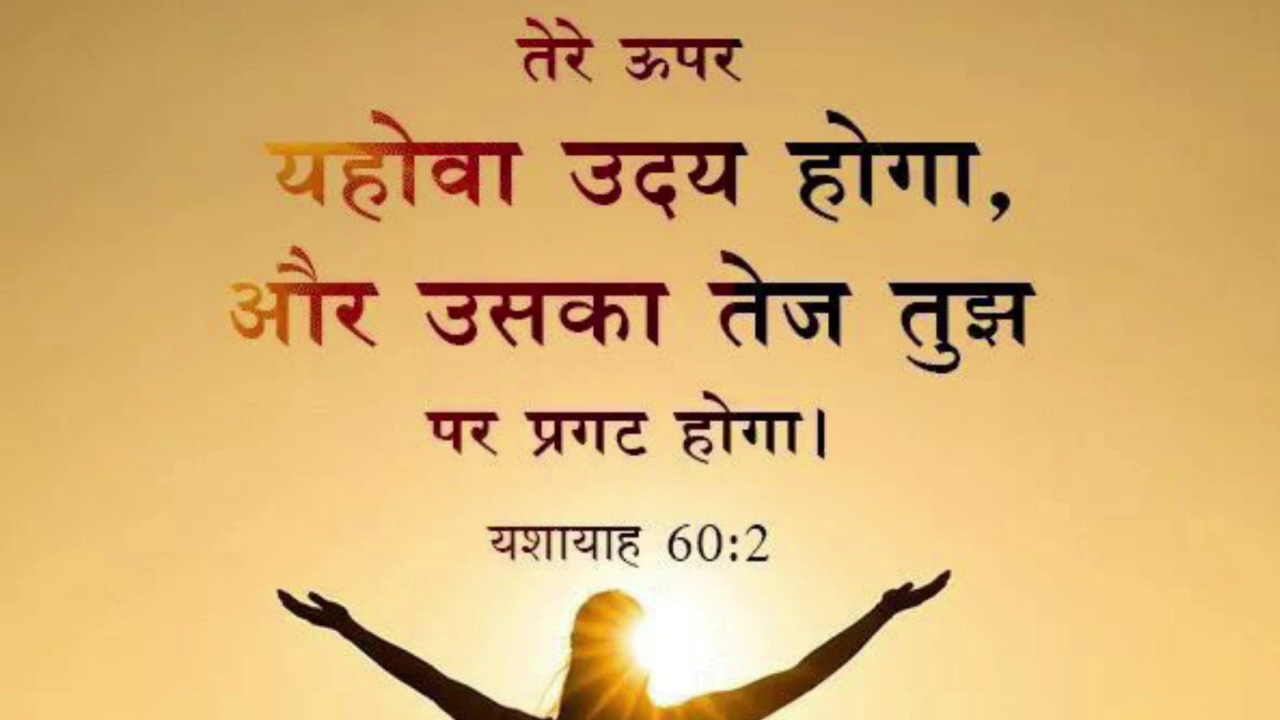 तेरे ऊपर
यहोवा उदय होगा,
और उसका तेज तुझ
पर प्रगट होगा।
यशायाह 60:2